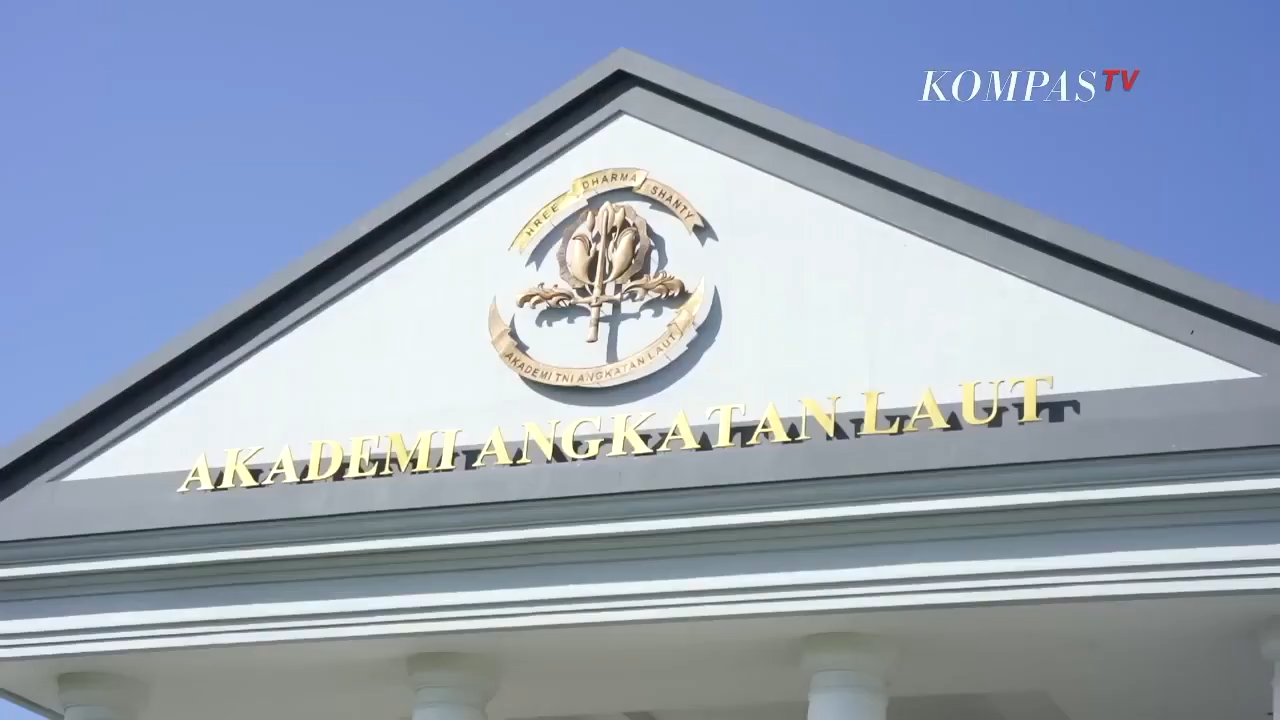 KOMPASTV
HREE DHARMA SHANTY
AKADEMI TNI ANGKATAN LAUT
AKADEMI ANGKATAN LAUT